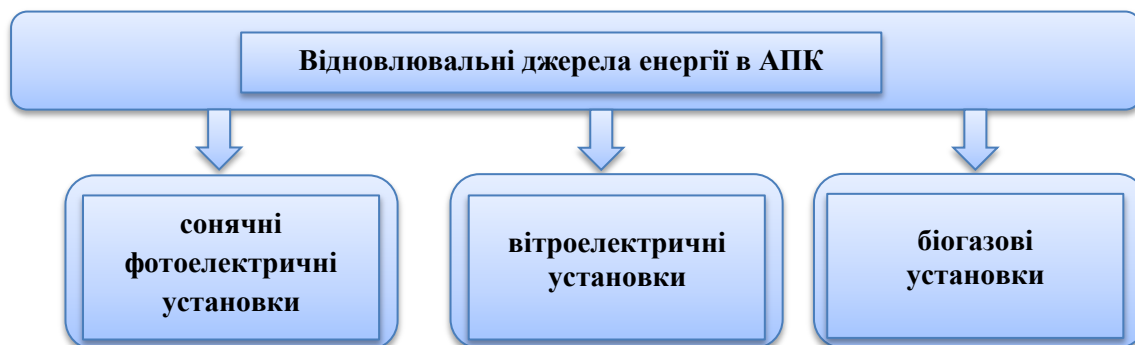 Відновлювальні джерела енергії в АПК
сонячні
фотоелектричні
установки
вітроелектричні
установки
біогазові
установки